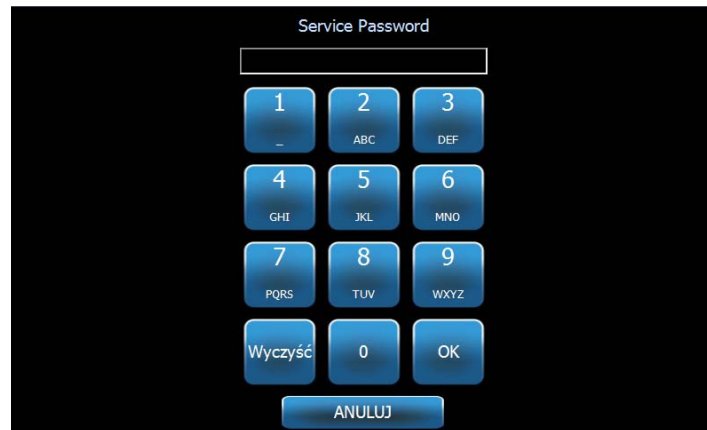 Service Password
1 2 3
_ ABC DEF
4 5 6
GHI JKL MNO
7 8 9
PQRS TUV WXYZ
Wyczyść 0 OK
ANULUJ